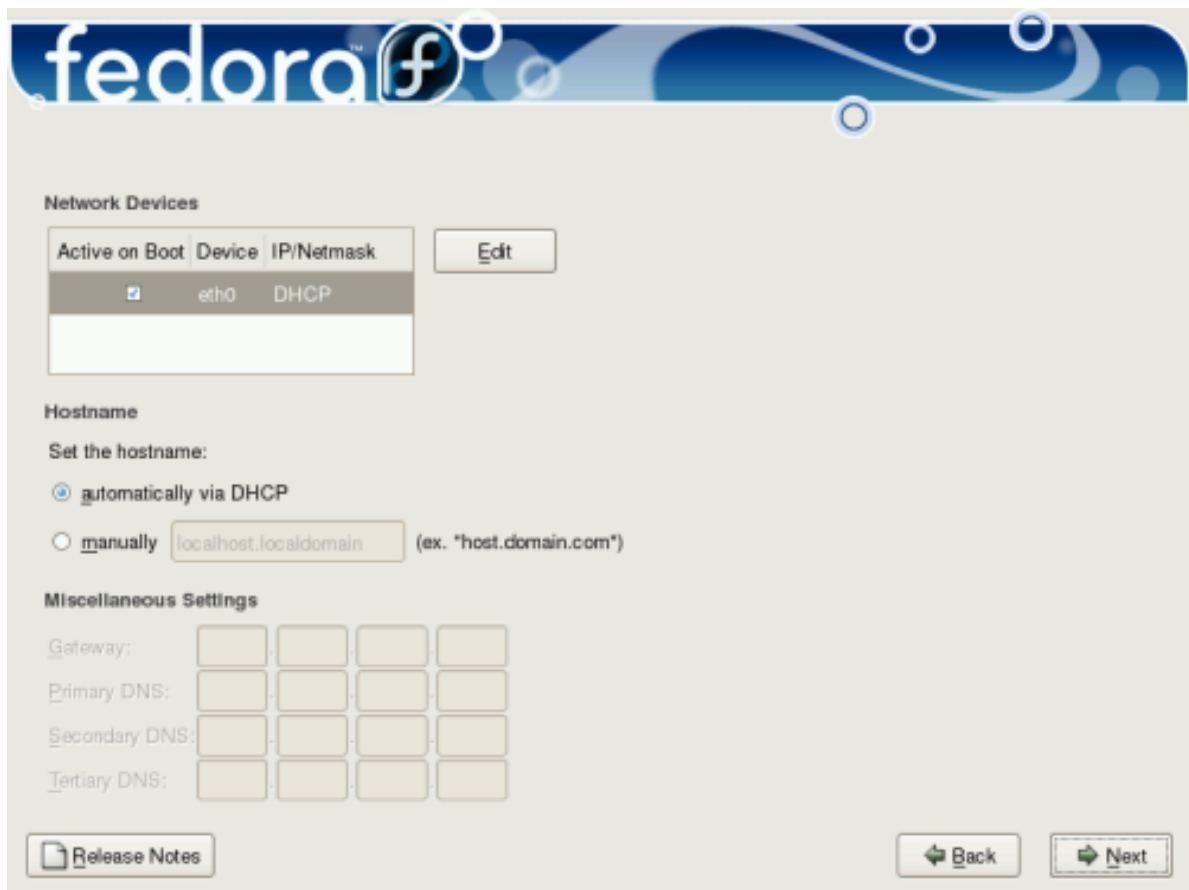 fedora™
Network Devices
Active on Boot Device IP/Netmask
eth0 DHCP
Edit
Hostname
Set the hostname:
automatically via DHCP
manually localhost.localdomain (ex. "host.domain.com")
Miscellaneous Settings
Gateway:
Primary DNS:
Secondary DNS:
Tertiary DNS:
Release Notes
Back
Next